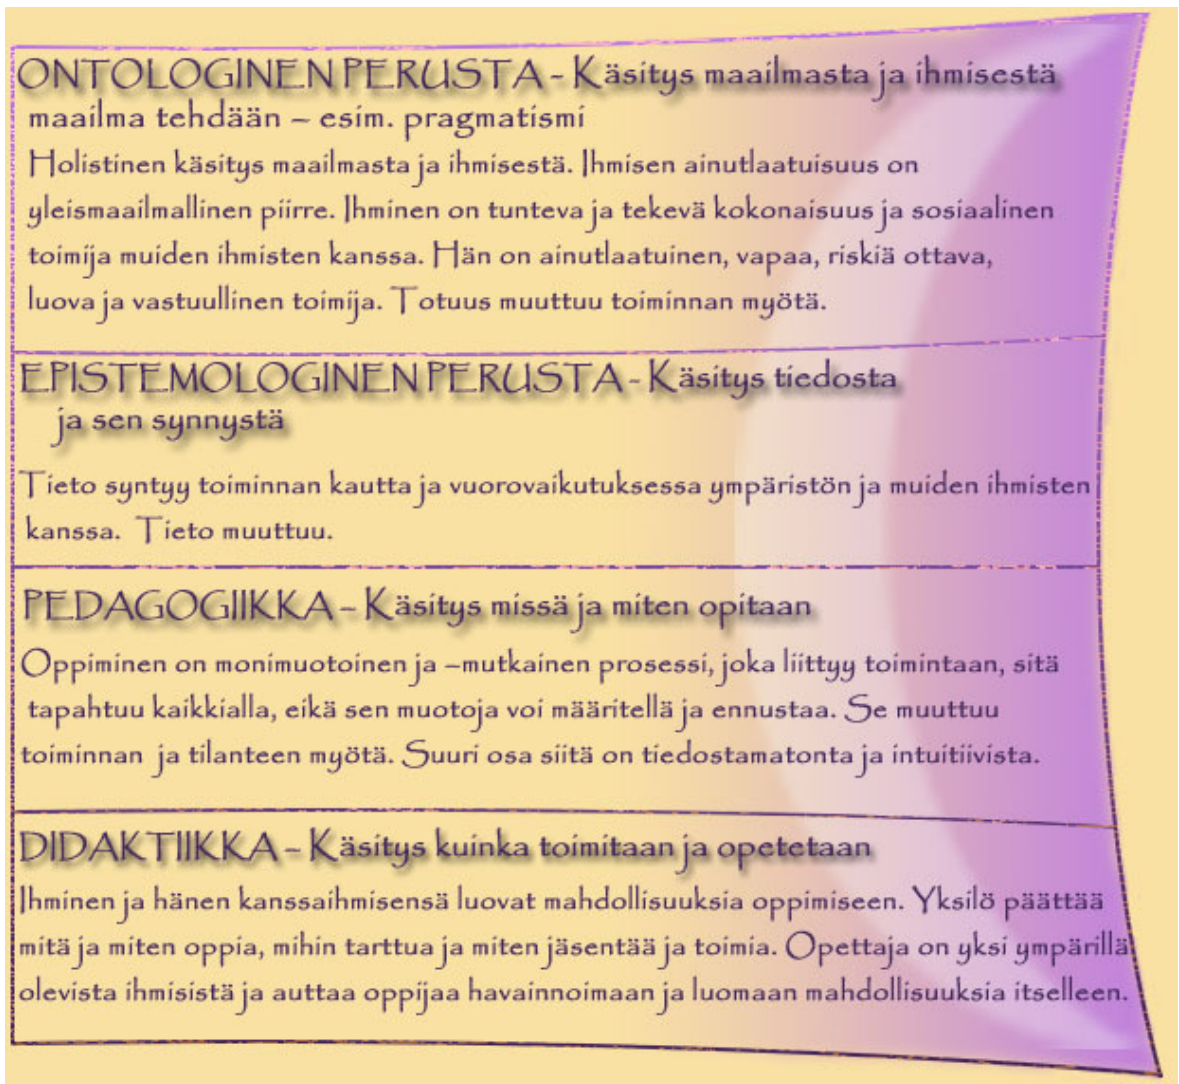 ONTOLOGINEN PERUSTA - Käsitys maailmasta ja ihmisestä
maailma tehdään – esim. pragmatismi
Holistinen käsitys maailmasta ja ihmisestä. Ihmisen ainutlaatuisuus on
yleismaailmallinen piirre. Ihminen on tunteva ja tekevä kokonaisuus ja sosiaalinen
toimija muiden ihmisten kanssa. Hän on ainutlaatuinen, vapaa, riskiä ottava,
luova ja vastuullinen toimija. Totuus muuttuu toiminnan myötä.
EPISTEMOLOGINEN PERUSTA - Käsitys tiedosta
ja sen synnystä
Tieto syntyy toiminnan kautta ja vuorovaikutuksessa ympäristön ja muiden ihmisten
kanssa. Tieto muuttuu.
PEDAGOGIIKKA – Käsitys missä ja miten opitaan
Oppiminen on monimuotoinen ja –mutkainen prosessi, joka liittyy toimintaan, sitä
tapahtuu kaikkialla, eikä sen muotoja voi määritellä ja ennustaa. Se muuttuu
toiminnan ja tilanteen myötä. Suuri osa siitä on tiedostamatonta ja intuitiivista.
DIDAKTIIKKA – Käsitys kuinka toimitaan ja opetetaan
Ihminen ja hänen kanssaihmisensä luovat mahdollisuuksia oppimiseen. Yksilö päättää
mitä ja miten oppia, mihin tarttua ja miten jäsentää ja toimia. Opettaja on yksi ympärillä
olevista ihmisistä ja auttaa oppijaa havainnoimaan ja luomaan mahdollisuuksia itselleen.